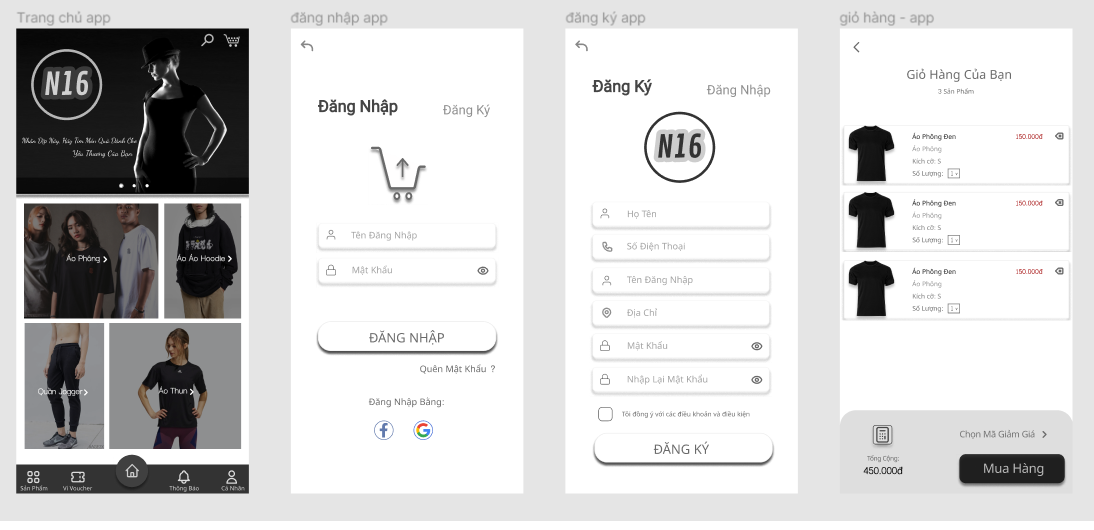 Trang chủ app
N16
Nhân Dịp Này, Hãy Tìm Món Quà Dành Cho
Yêu Thương Của Bạn
Áo Phông
Áo Áo Hoodie
Quần Jogger
Áo Thun
Sản Phẩm
Ví Voucher
Thông Báo
Cá Nhân
đăng nhập app
Đăng Nhập
Đăng Ký
Tên Đăng Nhập
Mật Khẩu
ĐĂNG NHẬP
Quên Mật Khẩu ?
Đăng Nhập Bằng:
đăng ký app
Đăng Ký
Đăng Nhập
N16
Họ Tên
Số Điện Thoại
Tên Đăng Nhập
Địa Chỉ
Mật Khẩu
Nhập Lại Mật Khẩu
Tôi đồng ý với các điều khoản và điều kiện
ĐĂNG KÝ
giỏ hàng - app
Giỏ Hàng Của Bạn
3 Sản Phẩm
Áo Phông Đen 150.000đ
Áo Phông
Kích cỡ: S
Số Lượng: 1
Áo Phông Đen 150.000đ
Áo Phông
Kích cỡ: S
Số Lượng: 1
Áo Phông Đen 150.000đ
Áo Phông
Kích cỡ: S
Số Lượng: 1
Chọn Mã Giảm Giá
Tổng Cộng:
450.000đ
Mua Hàng